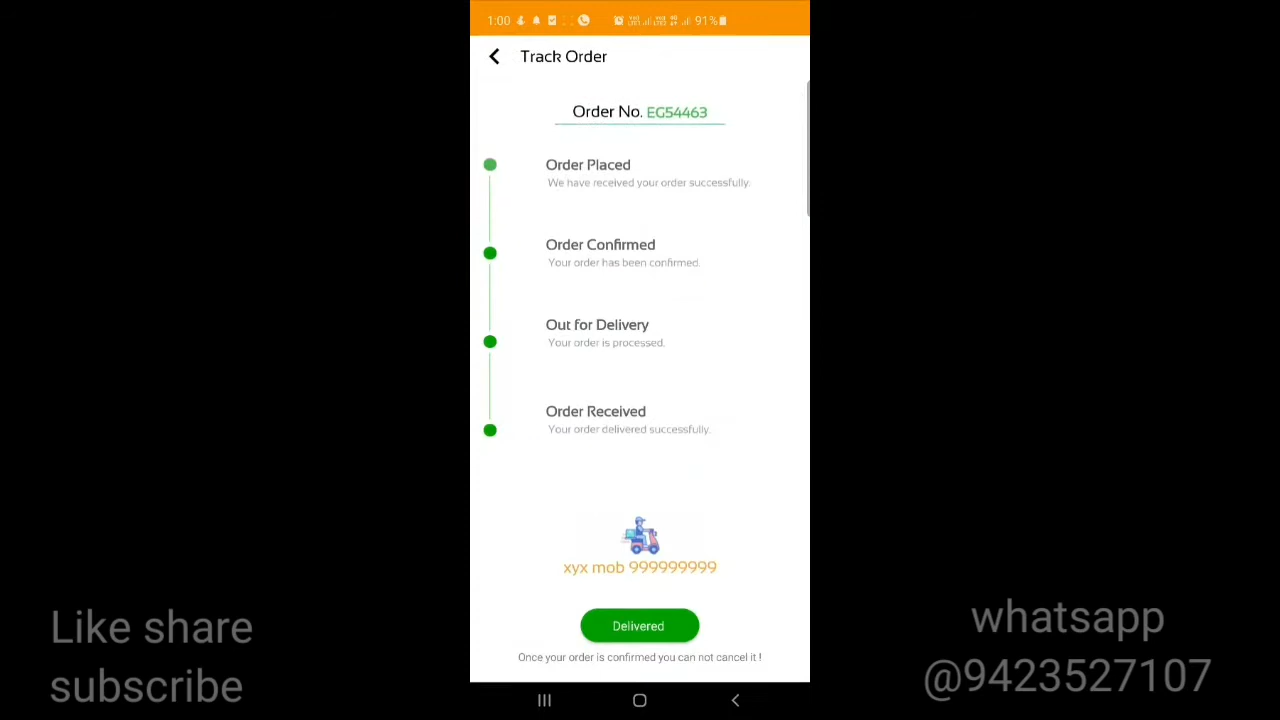 1:00
91%
Track Order
Order No. EG54463
Order Placed
We have received your order successfully.
Order Confirmed
Your order has been confirmed.
Out for Delivery
Your order is processed.
Order Received
Your order delivered successfully.
xyx mob 999999999
Delivered
Once your order is confirmed you can not cancel it !
Like share
subscribe
whatsapp
@9423527107